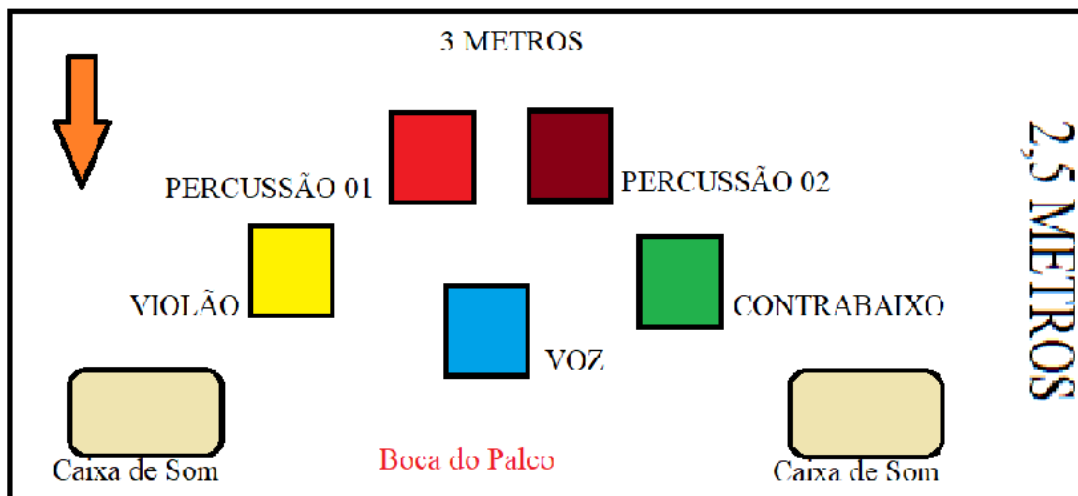 3 METROS
PERCUSSÃO 01
PERCUSSÃO 02
2,5 METROS
VIOLÃO
CONTRABAIXO
VOZ
Caixa de Som
Boca do Palco
Caixa de Som